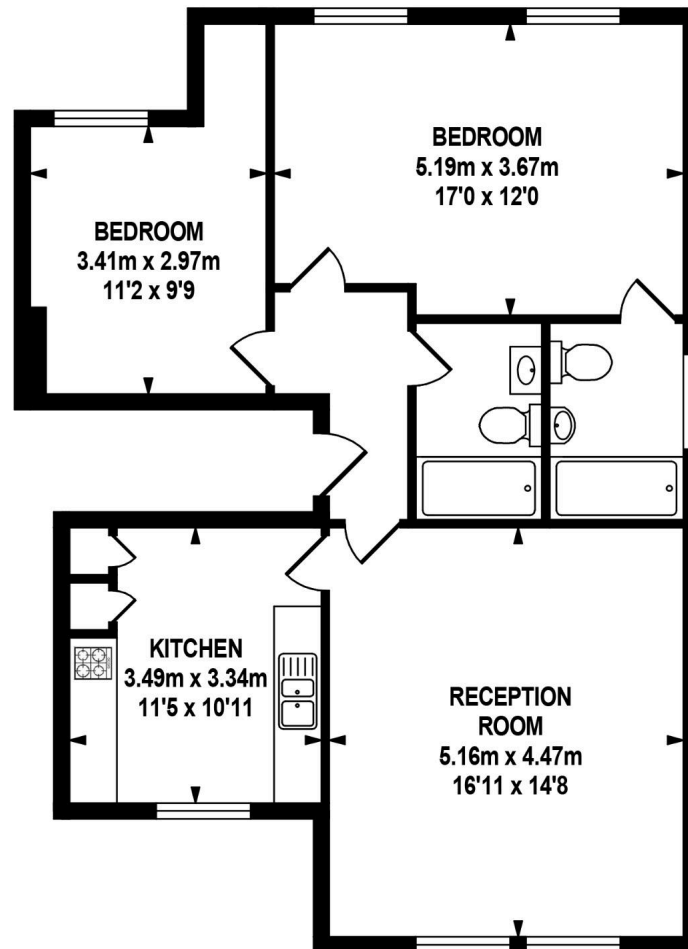 BEDROOM
5.19m x 3.67m
17'0 x 12'0
BEDROOM
3.41m x 2.97m
11'2 x 9'9
KITCHEN
3.49m x 3.34m
11'5 x 10'11
RECEPTION
ROOM
5.16m x 4.47m
16'11 x 14'8